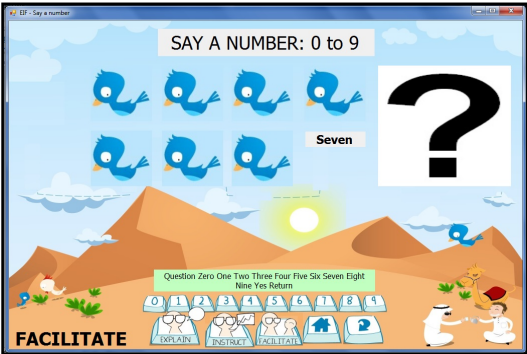 EIF - Say a number
SAY A NUMBER: 0 to 9
Seven
?
Question Zero One Two Three Four Five Six Seven Eight
Nine Yes Return
0 1 2 3 4 5 6 7 8 9
EXPLAIN INSTRUCT FACILITATE
FACILITATE